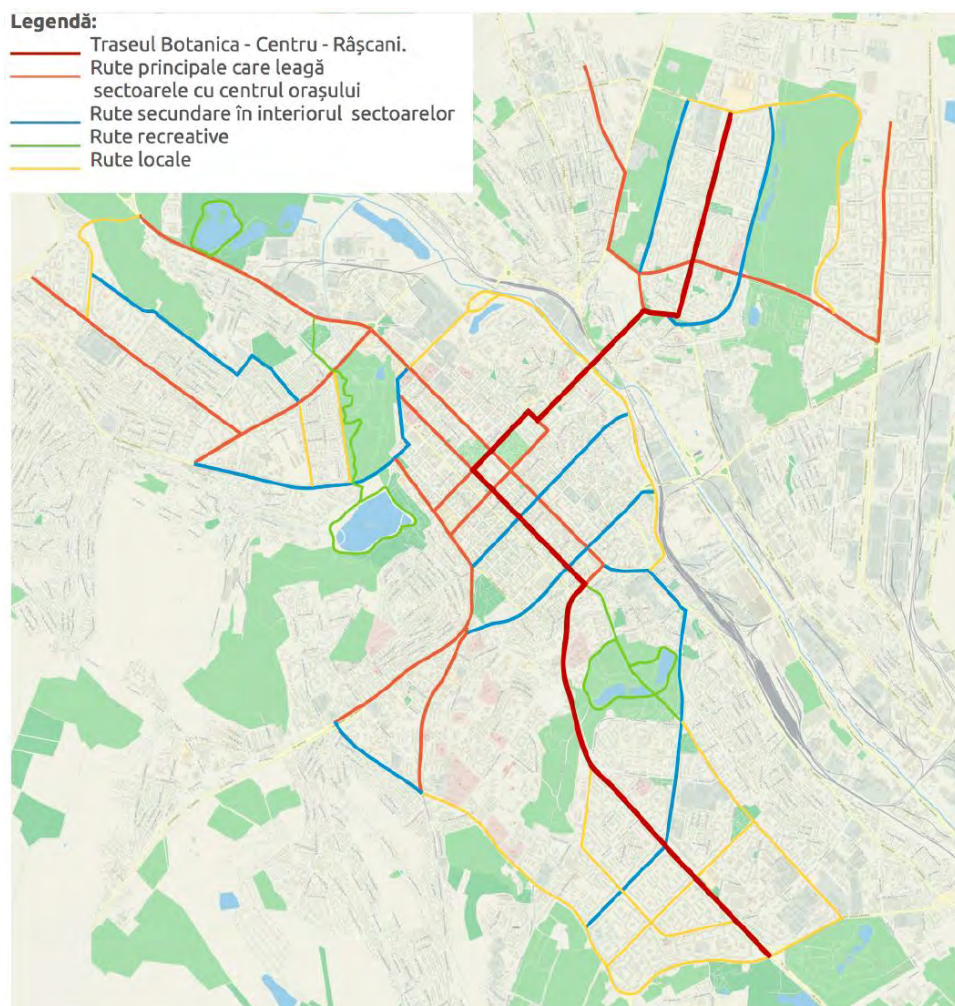 Legendă:
Traseul Botanica - Centru - Râșcani.
Rute principale care leagă
sectoarele cu centrul orașului
Rute secundare în interiorul sectoarelor
Rute recreative
Rute locale